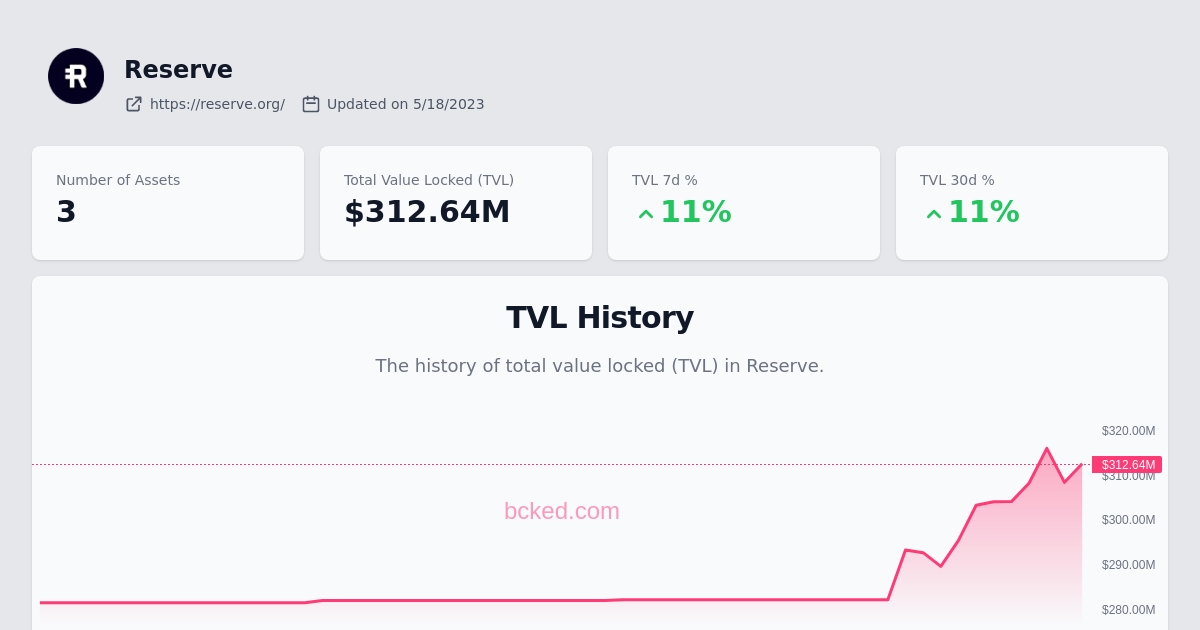 Reserve
https://reserve.org/ Updated on 5/18/2023
Number of Assets
3
Total Value Locked (TVL)
$312.64M
TVL 7d %
11%
TVL 30d %
11%
TVL History
The history of total value locked (TVL) in Reserve.
$320.00M
$312.64M
$310.00M
bcked.com
$300.00M
$290.00M
$280.00M